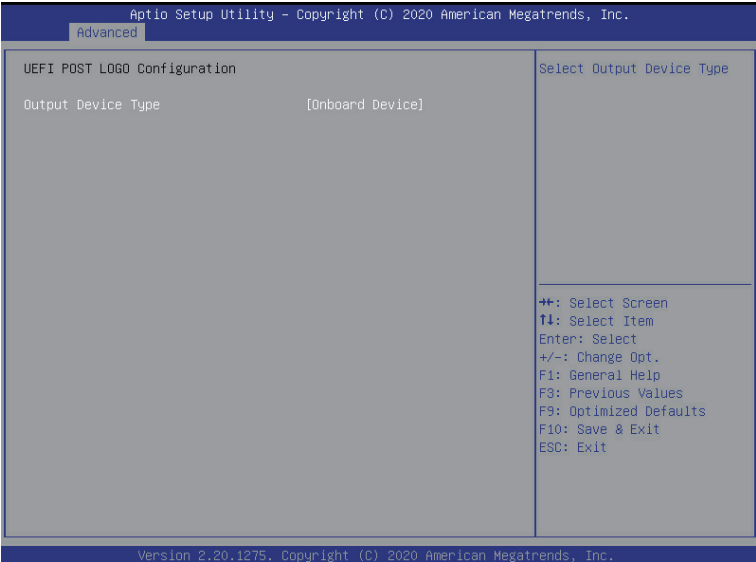 Aptio Setup Utility – Copyright (C) 2020 American Megatrends, Inc.
Advanced
UEFI POST LOGO Configuration
Output Device Type [Onboard Device]
Select Output Device Type
→←: Select Screen
↑↓: Select Item
Enter: Select
+/-: Change Opt.
F1: General Help
F3: Previous Values
F9: Optimized Defaults
F10: Save & Exit
ESC: Exit
Version 2.20.1275. Copyright (C) 2020 American Megatrends, Inc.